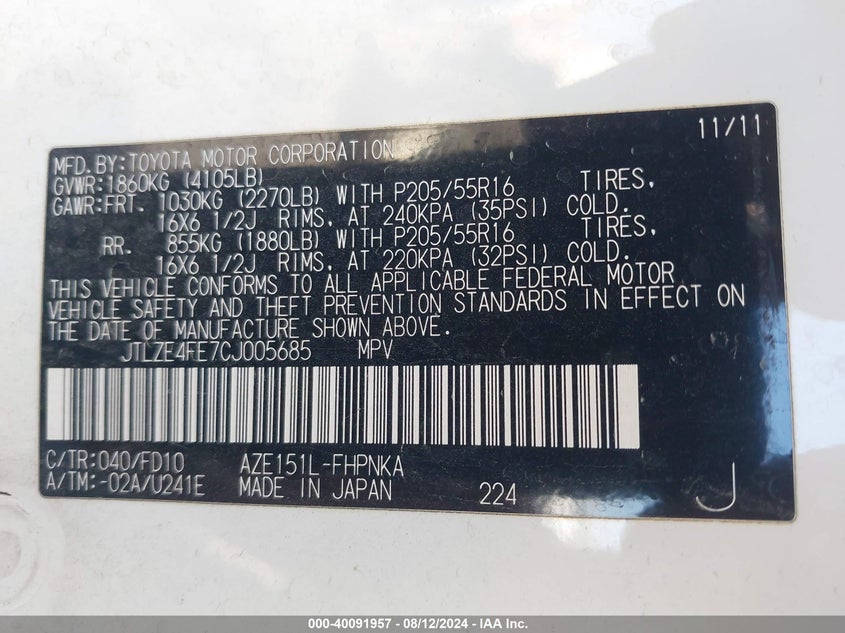 11/11
MFD.BY:TOYOTA MOTOR CORPORATION
GVWR:1860KG (4105LB)
GAWR:FRT. 1030KG (2270LB) WITH P205/55R16 TIRES,
16X6 1/2J RIMS, AT 240KPA (35PSI) COLD.
RR. 855KG (1880LB) WITH P205/55R16 TIRES,
16X6 1/2J RIMS, AT 220KPA (32PSI) COLD.
THIS VEHICLE CONFORMS TO ALL APPLICABLE FEDERAL MOTOR
VEHICLE SAFETY AND THEFT PREVENTION STANDARDS IN EFFECT ON
THE DATE OF MANUFACTURE SHOWN ABOVE.
JTLZE4FE7CJ005685 MPV
C/TR:040/FD10 AZE151L-FHPNKA
A/TM:-02A/U241E MADE IN JAPAN 224 J
000-40091957 - 08/12/2024 - IAA Inc.